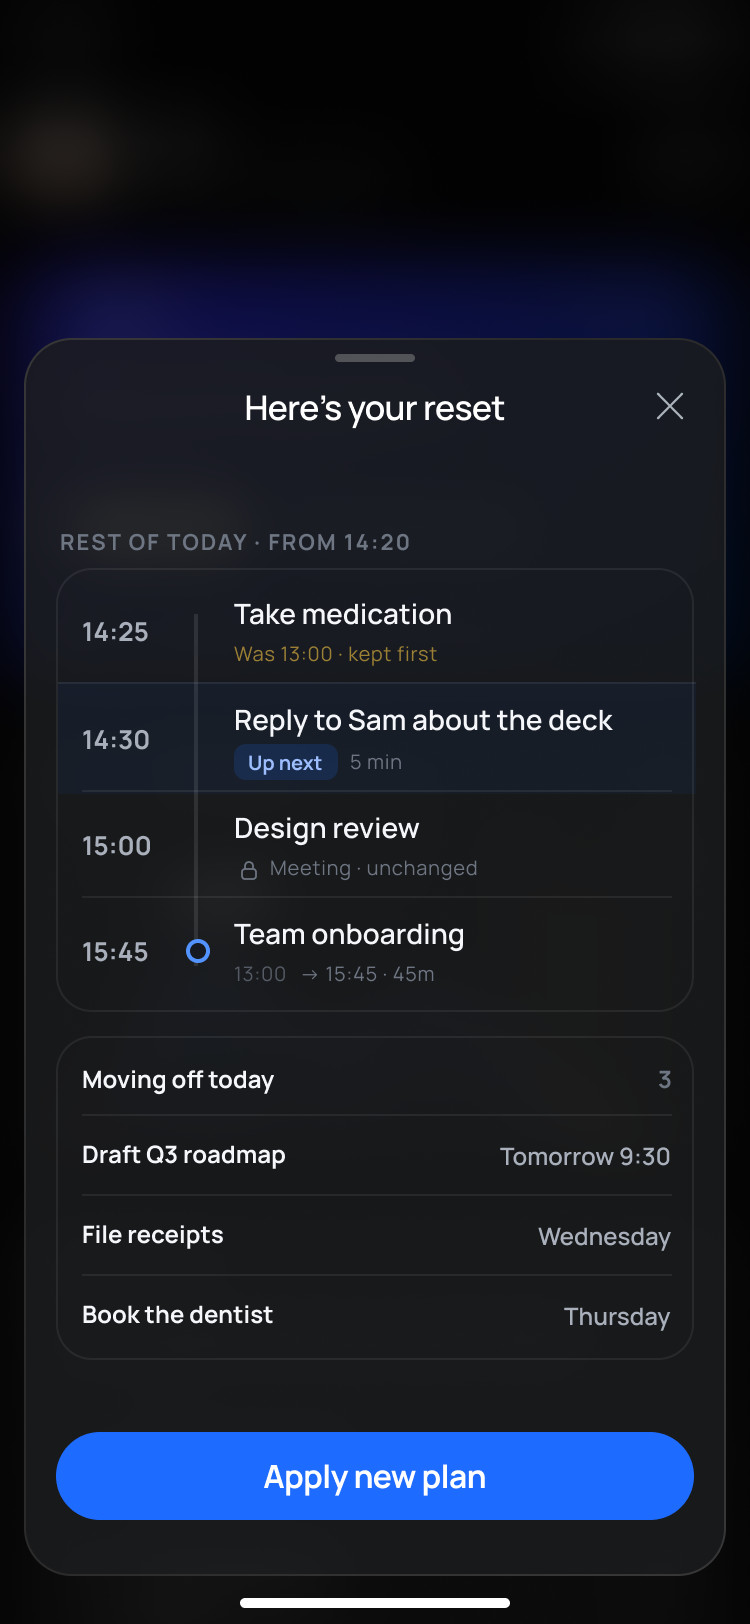 Here’s your reset
REST OF TODAY · FROM 14:20
14:25
Take medication
Was 13:00 · kept first
14:30
Reply to Sam about the deck
Up next 5 min
15:00
Design review
Meeting · unchanged
15:45
Team onboarding
13:00 → 15:45 · 45m
Moving off today 3
Draft Q3 roadmap Tomorrow 9:30
File receipts Wednesday
Book the dentist Thursday
Apply new plan